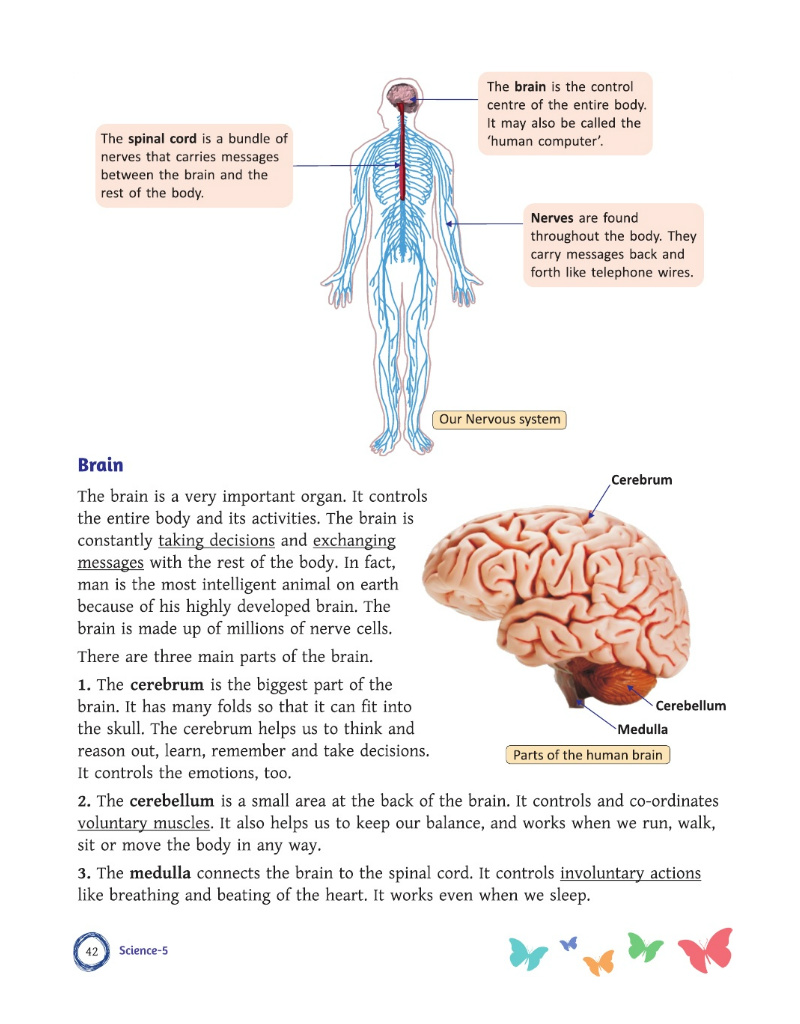 The brain is the control
centre of the entire body.
It may also be called the
‘human computer’.
The spinal cord is a bundle of
nerves that carries messages
between the brain and the
rest of the body.
Nerves are found
throughout the body. They
carry messages back and
forth like telephone wires.
Our Nervous system
Brain
The brain is a very important organ. It controls
the entire body and its activities. The brain is
constantly taking decisions and exchanging
messages with the rest of the body. In fact,
man is the most intelligent animal on earth
because of his highly developed brain. The
brain is made up of millions of nerve cells.
There are three main parts of the brain.
1. The cerebrum is the biggest part of the
brain. It has many folds so that it can fit into
the skull. The cerebrum helps us to think and
reason out, learn, remember and take decisions.
It controls the emotions, too.
Cerebrum
Cerebellum
Medulla
Parts of the human brain
2. The cerebellum is a small area at the back of the brain. It controls and co-ordinates
voluntary muscles. It also helps us to keep our balance, and works when we run, walk,
sit or move the body in any way.
3. The medulla connects the brain to the spinal cord. It controls involuntary actions
like breathing and beating of the heart. It works even when we sleep.
42 Science-5